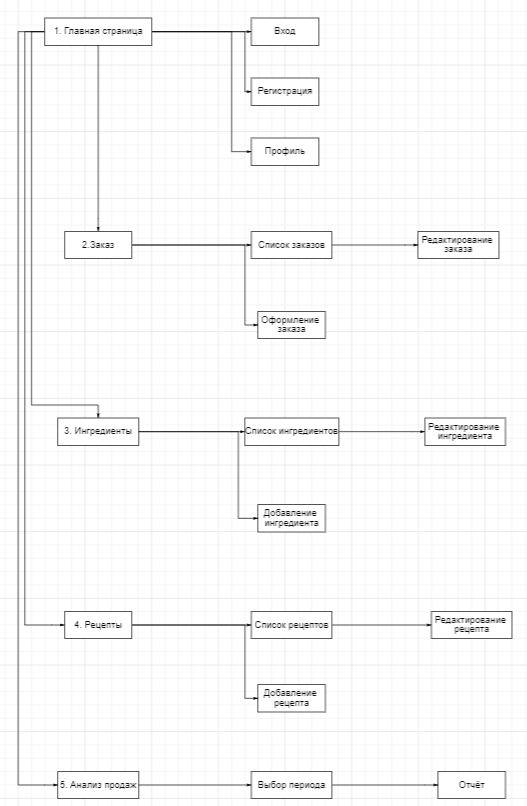 1. Главная страница
Вход
Регистрация
Профиль
2.Заказ
Список заказов
Редактирование
заказа
Оформление
заказа
3. Ингредиенты
Список ингредиентов
Редактирование
ингредиента
Добавление
ингредиента
4. Рецепты
Список рецептов
Редактирование
рецепта
Добавление
рецепта
5. Анализ продаж
Выбор периода
Отчёт